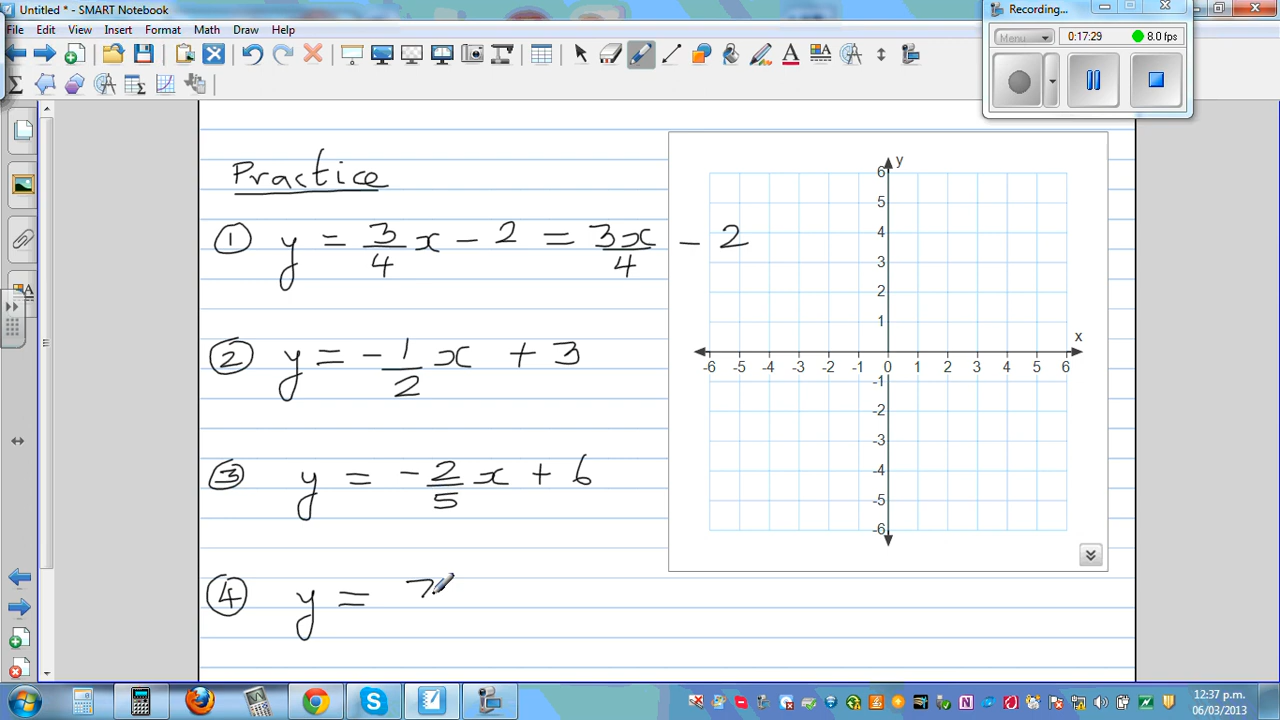 Untitled * - SMART Notebook
Recording...
File Edit View Insert Format Math Draw Help
Menu 0:17:29 8.0 fps
Practice
① y = 3/4 x - 2 = 3x/4 - 2
② y = -1/2 x + 3
③ y = -2/5 x + 6
④ y = 7
y
6
5
4
3
2
1
x
-6 -5 -4 -3 -2 -1 0 1 2 3 4 5 6
-1
-2
-3
-4
-5
-6
12:37 p.m.
06/03/2013